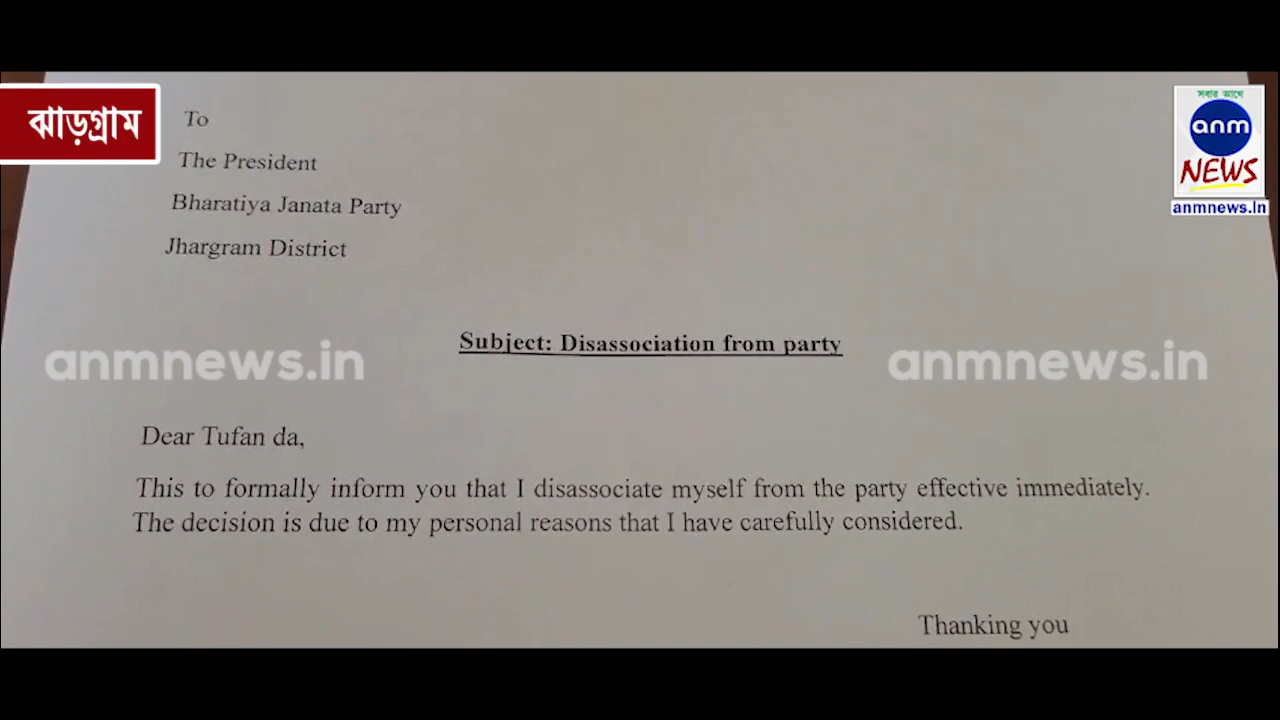 ঝাড়গ্রাম
সবার আগে
anm
NEWS
anmnews.in
To
The President
Bharatiya Janata Party
Jhargram District
Subject: Disassociation from party
anmnews.in
anmnews.in
Dear Tufan da,
This to formally inform you that I disassociate myself from the party effective immediately.
The decision is due to my personal reasons that I have carefully considered.
Thanking you